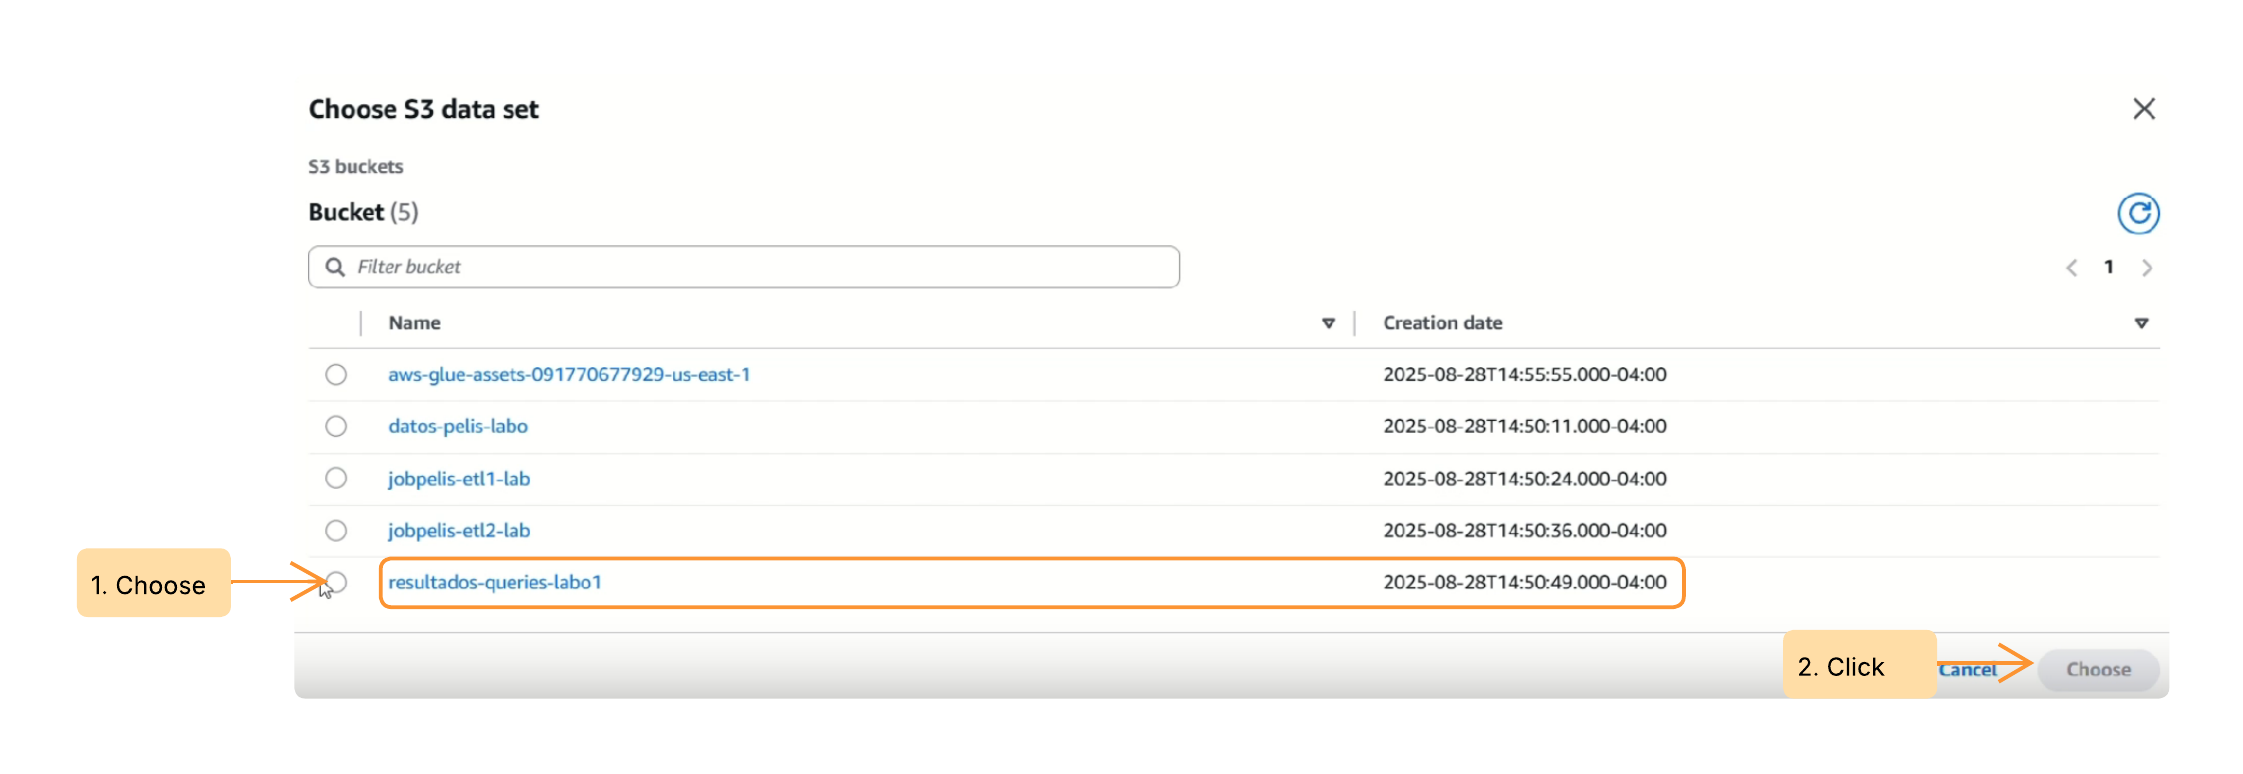 Choose S3 data set
S3 buckets
Bucket (5)
Filter bucket
1
Name Creation date
aws-glue-assets-091770677929-us-east-1 2025-08-28T14:55:55.000-04:00
datos-pelis-labo 2025-08-28T14:50:11.000-04:00
jobpelis-etl1-lab 2025-08-28T14:50:24.000-04:00
jobpelis-etl2-lab 2025-08-28T14:50:36.000-04:00
1. Choose resultados-queries-labo1 2025-08-28T14:50:49.000-04:00
2. Click Cancel Choose